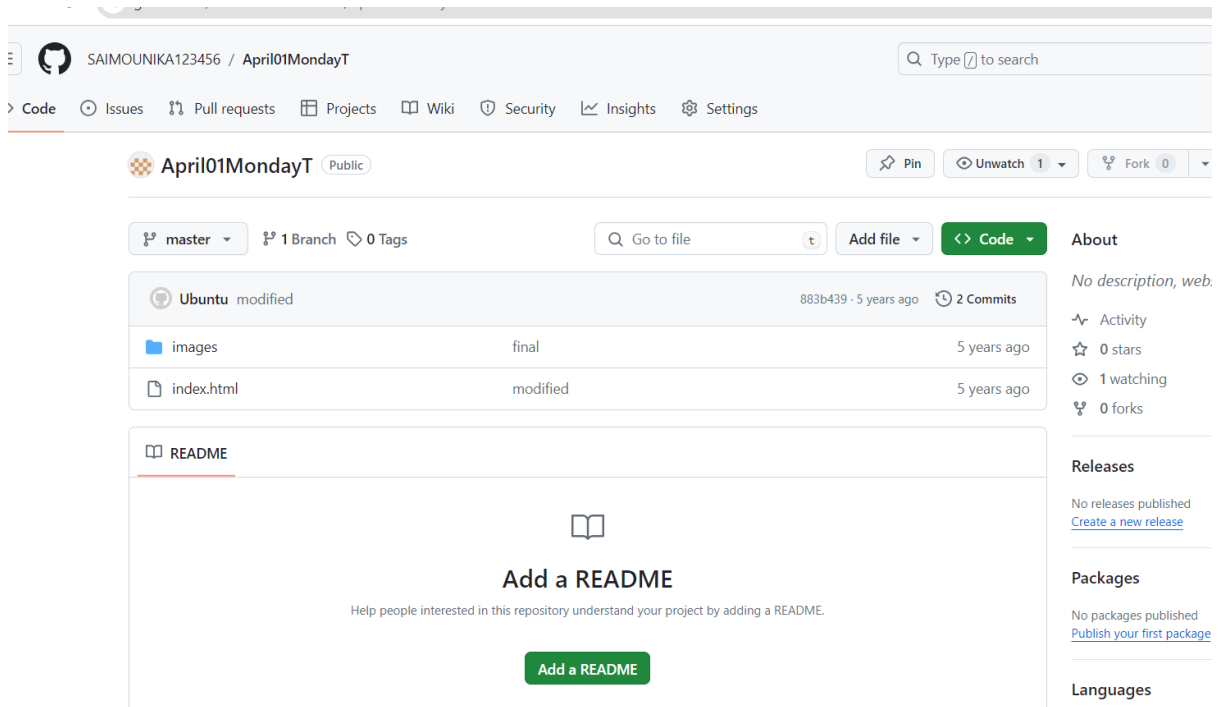 SAIMOUNIKA123456 / April01MondayT
Type / to search
Code Issues Pull requests Projects Wiki Security Insights Settings
April01MondayT Public
Pin Unwatch 1 Fork 0
master 1 Branch 0 Tags Go to file t Add file <> Code
About
No description, web
Ubuntu modified 883b439 · 5 years ago 2 Commits
Activity
images final 5 years ago
0 stars
1 watching
index.html modified 5 years ago
0 forks
README
Releases
No releases published
Create a new release
Add a README
Packages
Help people interested in this repository understand your project by adding a README.
No packages published
Publish your first package
Add a README
Languages